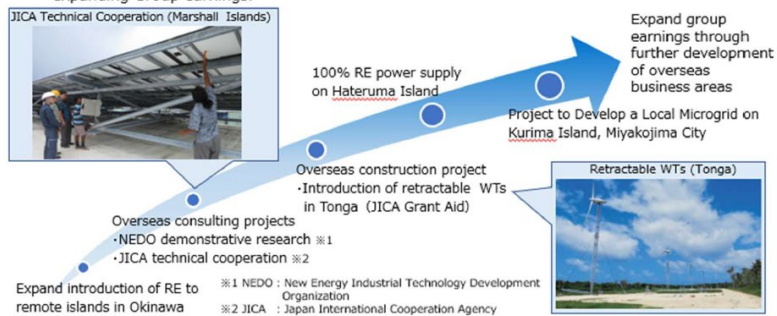 JICA Technical Cooperation (Marshall Islands)
Expand group
earnings through
further development
of overseas
business areas
100% RE power supply
on Hateruma Island
Project to Develop a Local Microgrid on
Kurima Island, Miyakojima City
Overseas construction project
・Introduction of retractable WTs
in Tonga (JICA Grant Aid)
Retractable WTs (Tonga)
Overseas consulting projects
・NEDO demonstrative research ※1
・JICA technical cooperation ※2
Expand introduction of RE to
remote islands in Okinawa
※1 NEDO : New Energy Industrial Technology Development
Organization
※2 JICA : Japan International Cooperation Agency